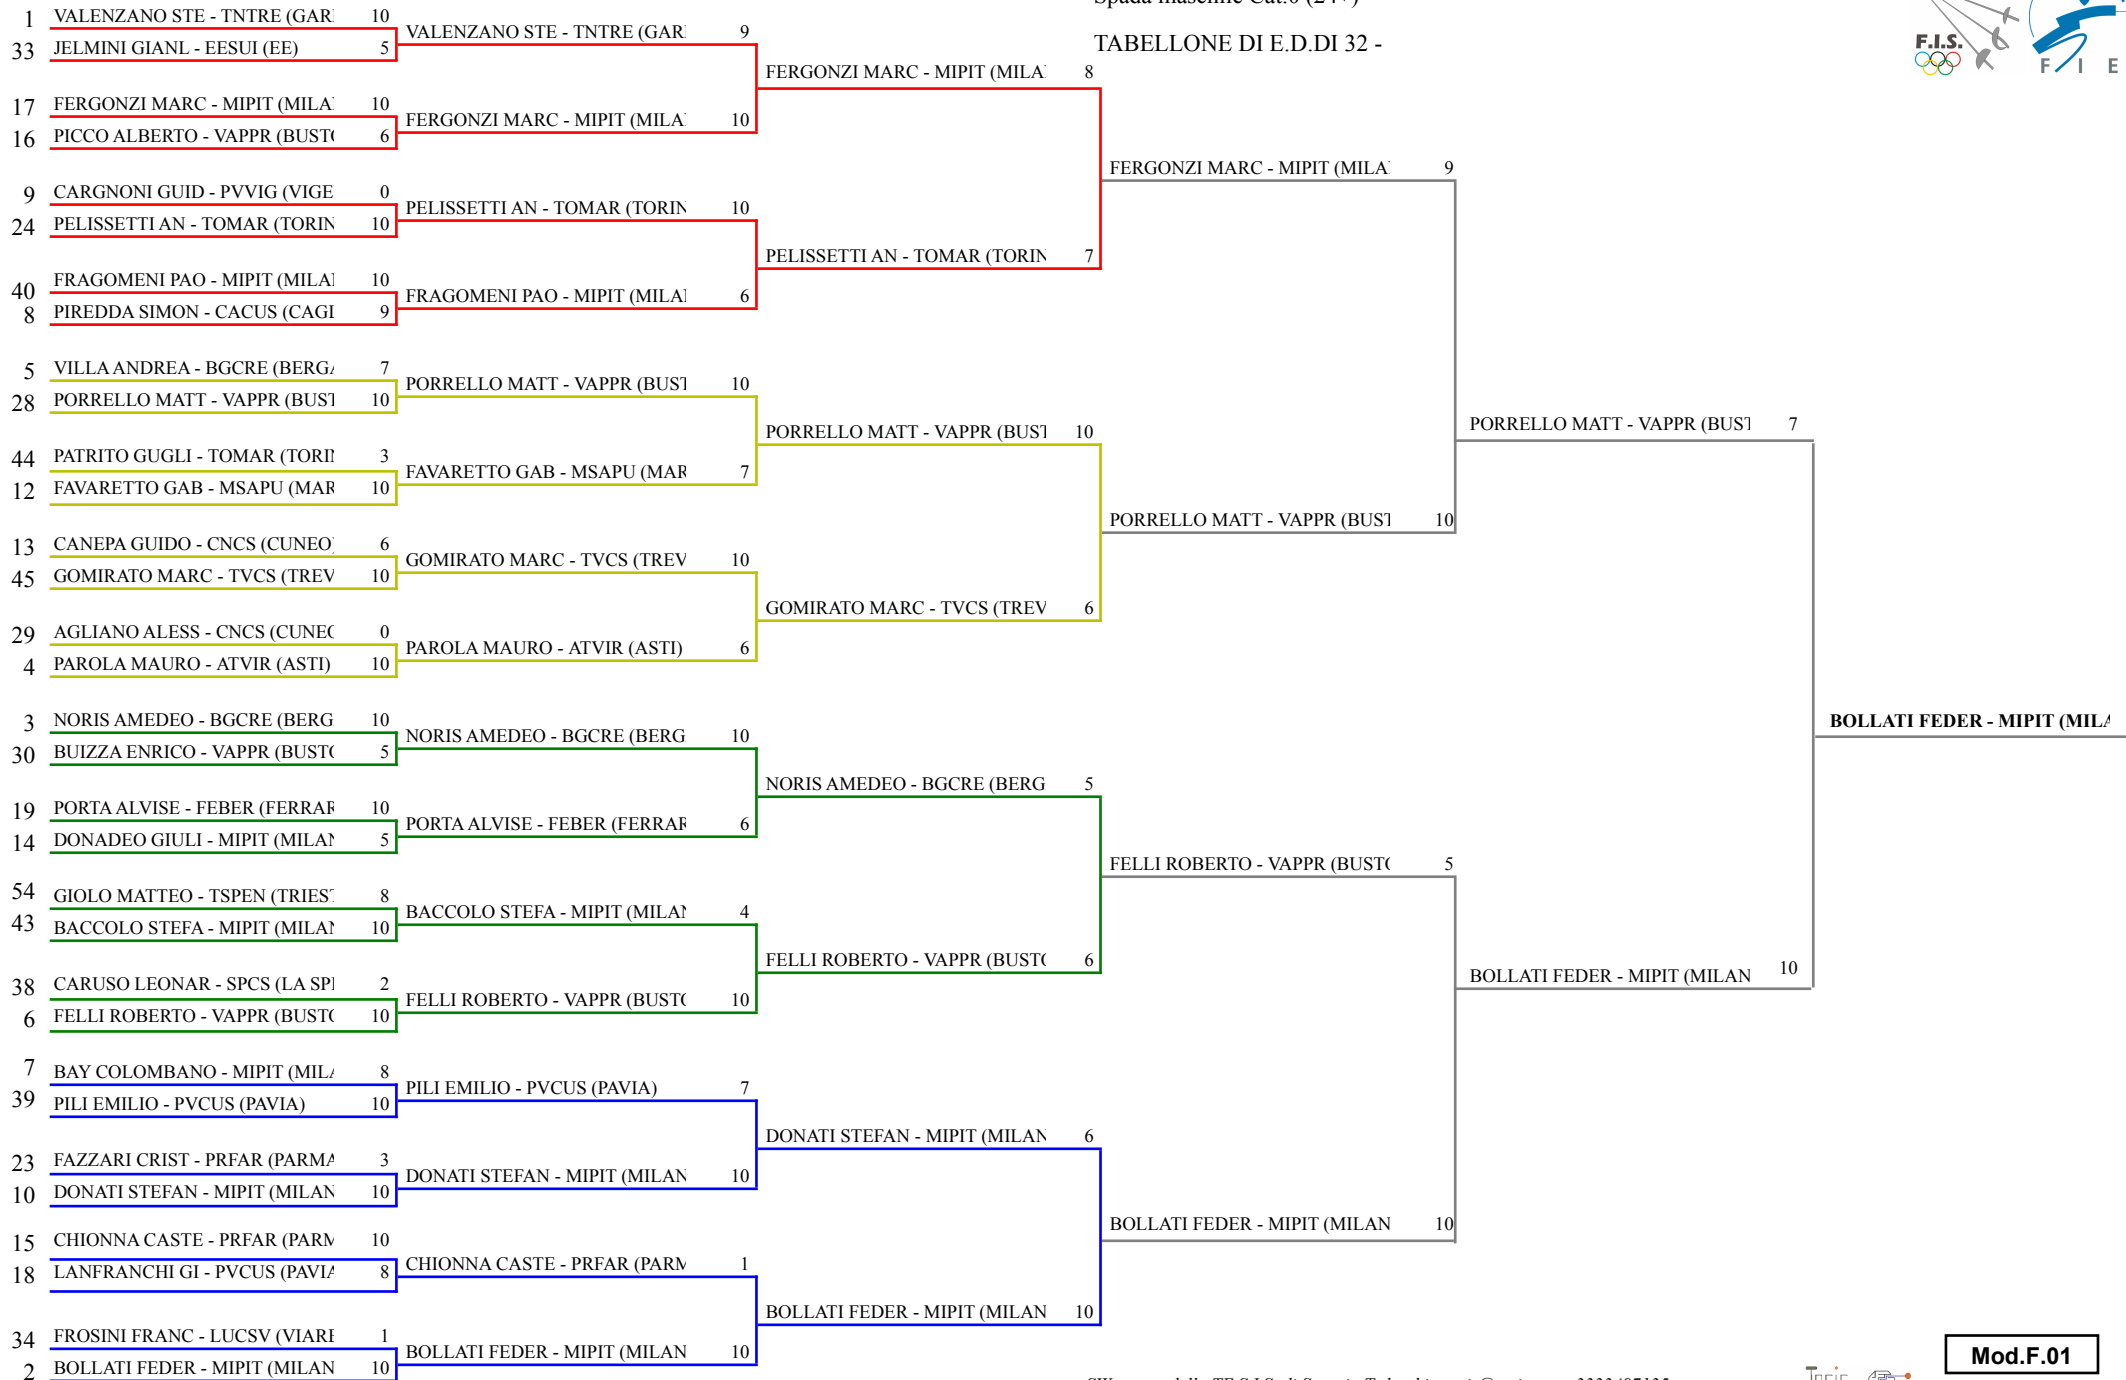 TABELLONE DI E.D.DI 32 -
F.I.S.
F I E
1 VALENZANO STE - TNTRE (GAR 10
33 JELMINI GIANL - EESUI (EE) 5
17 FERGONZI MARC - MIPIT (MILA 10
16 PICCO ALBERTO - VAPPR (BUSTO 6
9 CARGNONI GUID - PVVIG (VIGE 0
24 PELISSETTI AN - TOMAR (TORIN 10
40 FRAGOMENI PAO - MIPIT (MILA 10
8 PIREDDA SIMON - CACUS (CAGL 9
5 VILLA ANDREA - BGCRE (BERGA 7
28 PORRELLO MATT - VAPPR (BUST 10
44 PATRITO GUGLI - TOMAR (TORIN 3
12 FAVARETTO GAB - MSAPU (MAR 10
13 CANEPA GUIDO - CNCS (CUNEO) 6
45 GOMIRATO MARC - TVCS (TREV 10
29 AGLIANO ALESS - CNCS (CUNEO 0
4 PAROLA MAURO - ATVIR (ASTI) 10
3 NORIS AMEDEO - BGCRE (BERG 10
30 BUIZZA ENRICO - VAPPR (BUSTO 5
19 PORTA ALVISE - FEBER (FERRAR 10
14 DONADEO GIULI - MIPIT (MILAN 5
54 GIOLO MATTEO - TSPEN (TRIEST 8
43 BACCOLO STEFA - MIPIT (MILAN 10
38 CARUSO LEONAR - SPCS (LA SPE 2
6 FELLI ROBERTO - VAPPR (BUSTO 10
7 BAY COLOMBANO - MIPIT (MILA 8
39 PILI EMILIO - PVCUS (PAVIA) 10
23 FAZZARI CRIST - PRFAR (PARMA 3
10 DONATI STEFAN - MIPIT (MILAN 10
15 CHIONNA CASTE - PRFAR (PARM 10
18 LANFRANCHI GI - PVCUS (PAVIA 8
34 FROSINI FRANC - LUCSV (VIARE 1
2 BOLLATI FEDER - MIPIT (MILAN 10
VALENZANO STE - TNTRE (GAR 9
FERGONZI MARC - MIPIT (MILA 10
PELISSETTI AN - TOMAR (TORIN 10
FRAGOMENI PAO - MIPIT (MILA 6
PORRELLO MATT - VAPPR (BUST 10
FAVARETTO GAB - MSAPU (MAR 7
GOMIRATO MARC - TVCS (TREV 10
PAROLA MAURO - ATVIR (ASTI) 6
NORIS AMEDEO - BGCRE (BERG 10
PORTA ALVISE - FEBER (FERRAR 6
BACCOLO STEFA - MIPIT (MILAN 4
FELLI ROBERTO - VAPPR (BUSTO 10
PILI EMILIO - PVCUS (PAVIA) 7
DONATI STEFAN - MIPIT (MILAN 10
CHIONNA CASTE - PRFAR (PARM 1
BOLLATI FEDER - MIPIT (MILAN 10
FERGONZI MARC - MIPIT (MILA 8
PELISSETTI AN - TOMAR (TORIN 7
PORRELLO MATT - VAPPR (BUST 10
GOMIRATO MARC - TVCS (TREV 6
NORIS AMEDEO - BGCRE (BERG 5
FELLI ROBERTO - VAPPR (BUSTO 6
DONATI STEFAN - MIPIT (MILAN 6
BOLLATI FEDER - MIPIT (MILAN 10
FERGONZI MARC - MIPIT (MILA 9
PORRELLO MATT - VAPPR (BUST 10
FELLI ROBERTO - VAPPR (BUSTO 5
BOLLATI FEDER - MIPIT (MILAN 10
PORRELLO MATT - VAPPR (BUST 7
BOLLATI FEDER - MIPIT (MILAN 10
BOLLATI FEDER - MIPIT (MILA
Mod.F.01